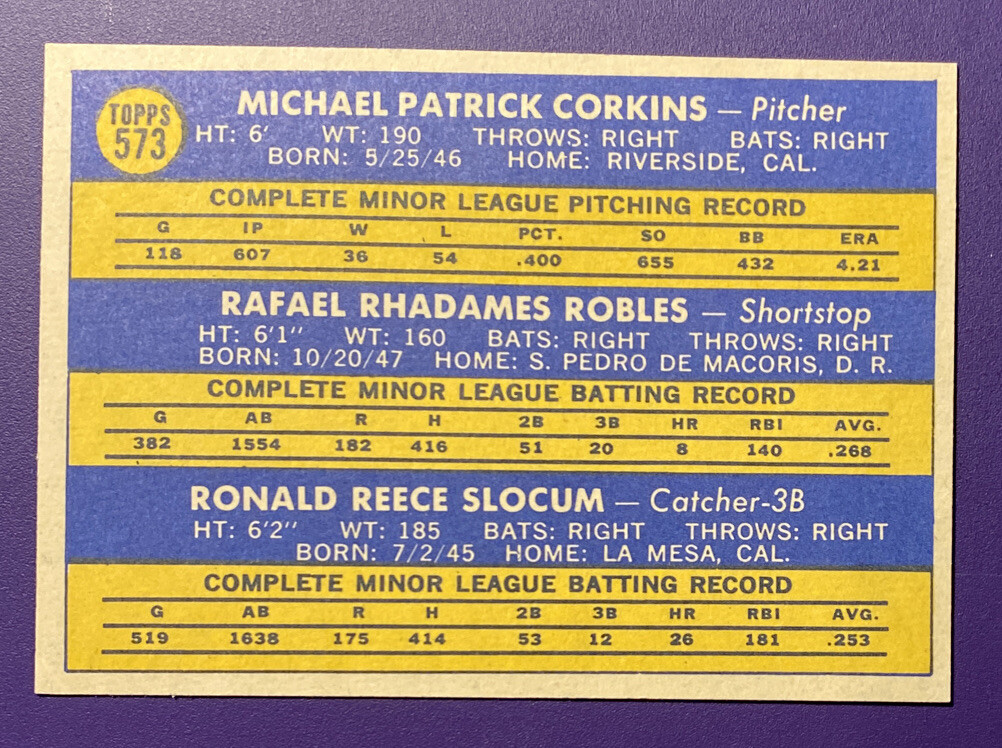 TOPPS
573
MICHAEL PATRICK CORKINS — Pitcher
HT: 6' WT: 190 THROWS: RIGHT BATS: RIGHT
BORN: 5/25/46 HOME: RIVERSIDE, CAL.
COMPLETE MINOR LEAGUE PITCHING RECORD
G IP W L PCT. SO BB ERA
118 607 36 54 .400 655 432 4.21
RAFAEL RHADAMES ROBLES — Shortstop
HT: 6'1" WT: 160 BATS: RIGHT THROWS: RIGHT
BORN: 10/20/47 HOME: S. PEDRO DE MACORIS, D. R.
COMPLETE MINOR LEAGUE BATTING RECORD
G AB R H 2B 3B HR RBI AVG.
382 1554 182 416 51 20 8 140 .268
RONALD REECE SLOCUM — Catcher-3B
HT: 6'2" WT: 185 BATS: RIGHT THROWS: RIGHT
BORN: 7/2/45 HOME: LA MESA, CAL.
COMPLETE MINOR LEAGUE BATTING RECORD
G AB R H 2B 3B HR RBI AVG.
519 1638 175 414 53 12 26 181 .253